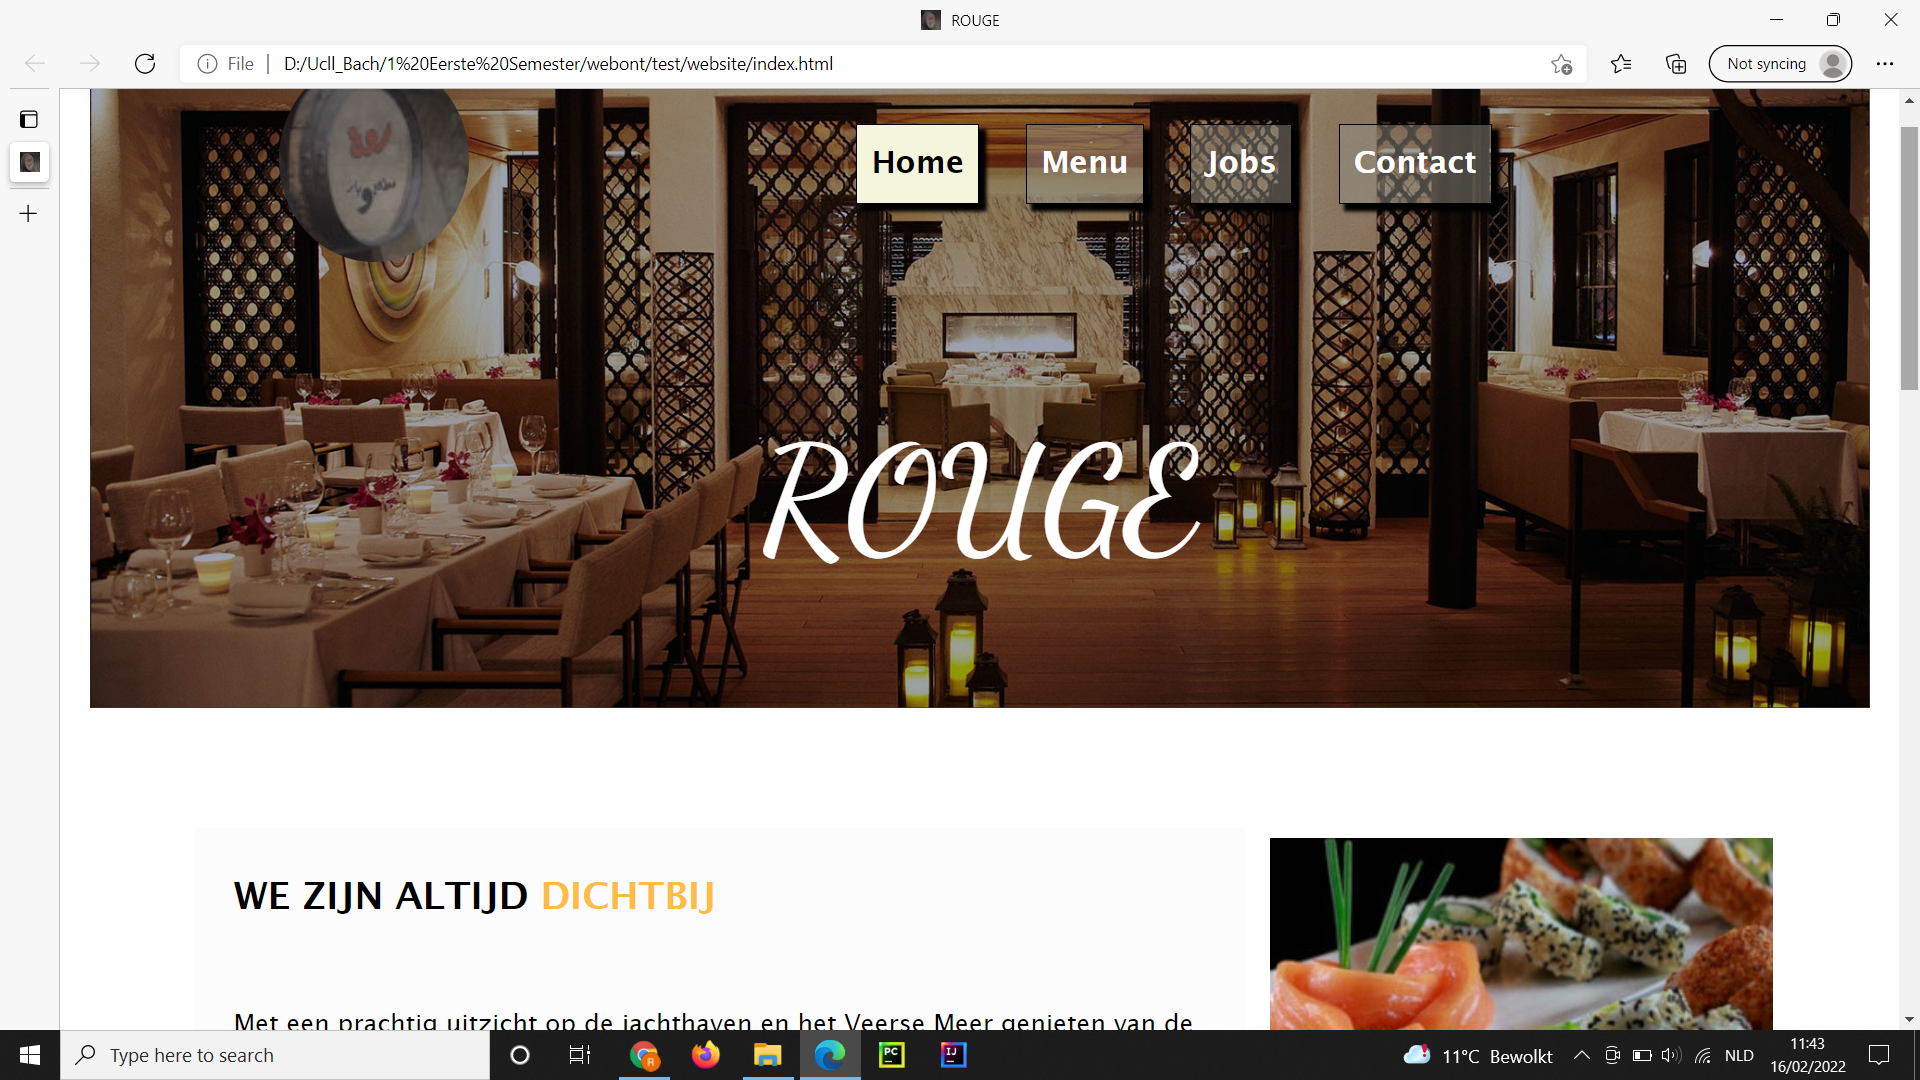 ROUGE
File
D:/Ucll_Bach/1%20Eerste%20Semester/webont/test/website/index.html
Not syncing
Home
Menu
Jobs
Contact
ROUGE
WE ZIJN ALTIJD DICHTBIJ
Met een prachtig uitzicht op de jachthaven en het Veerse Meer genieten van de
Type here to search
PC
IJ
R
11°C Bewolkt
NLD
11:43
16/02/2022